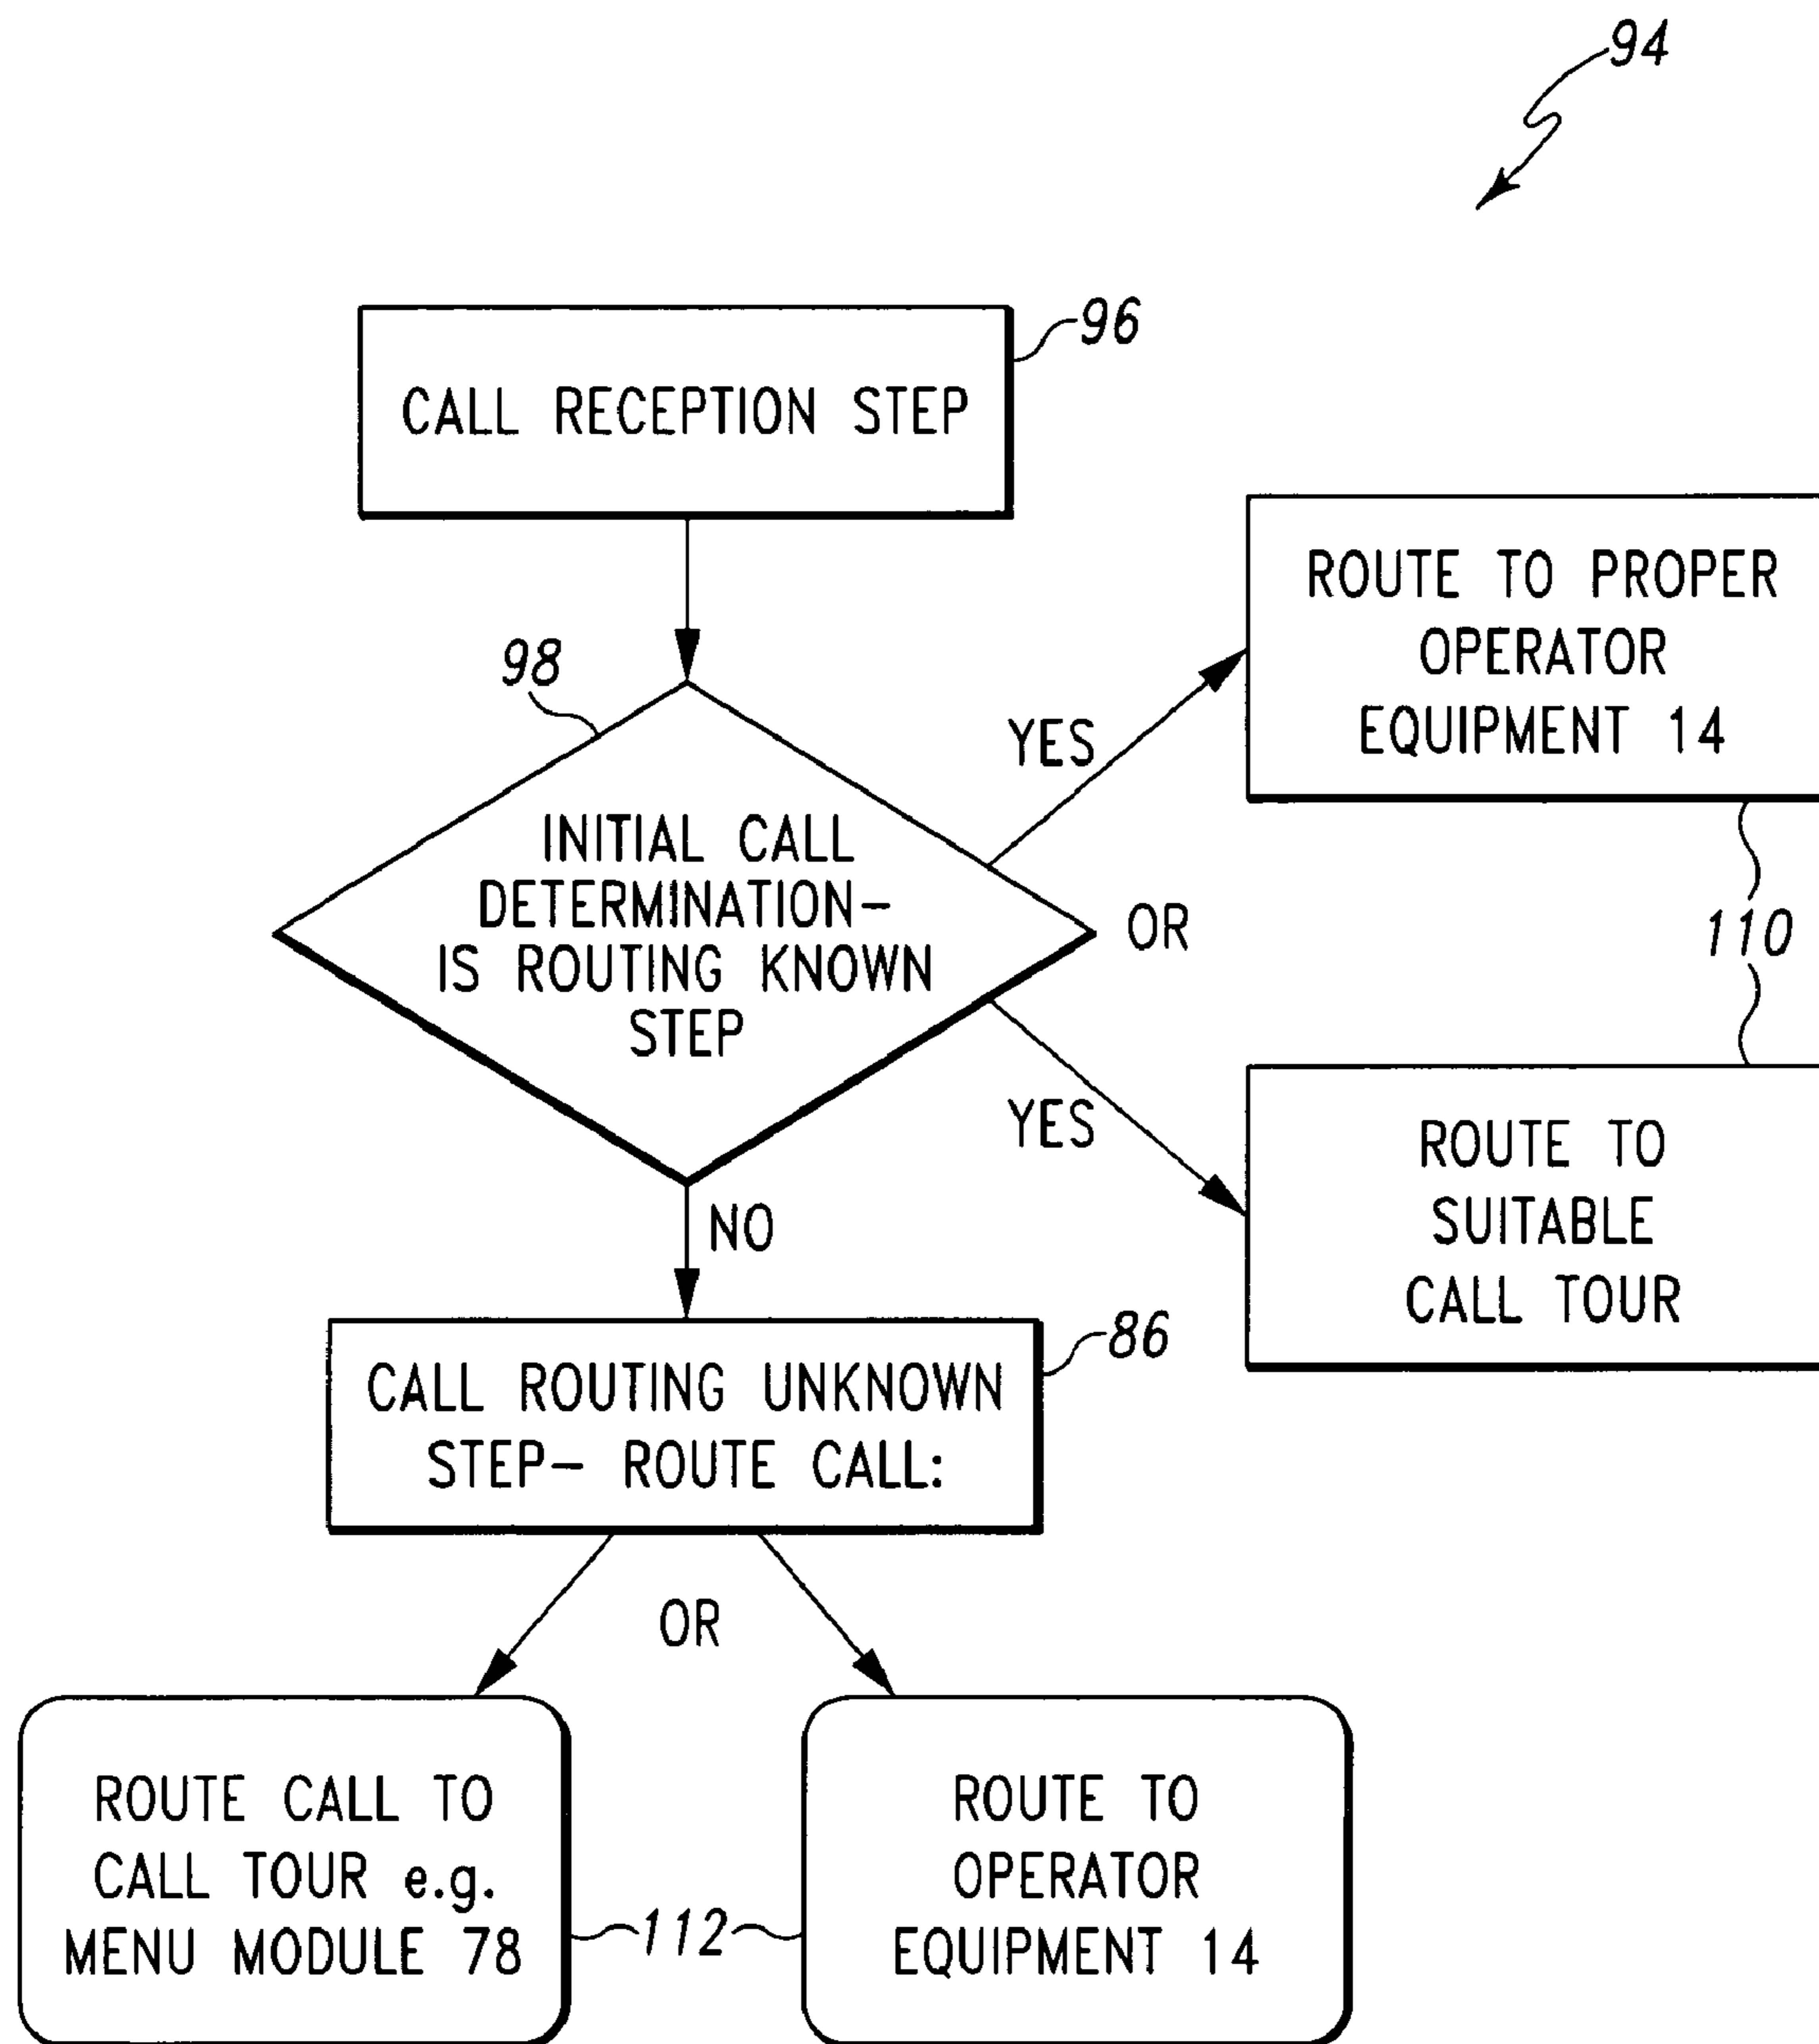 94
96
CALL RECEPTION STEP
98
INITIAL CALL
DETERMINATION-
IS ROUTING KNOWN
STEP
YES
OR
YES
NO
ROUTE TO PROPER
OPERATOR
EQUIPMENT 14
110
ROUTE TO
SUITABLE
CALL TOUR
86
CALL ROUTING UNKNOWN
STEP- ROUTE CALL:
OR
ROUTE CALL TO
CALL TOUR e.g.
MENU MODULE 78
112
ROUTE TO
OPERATOR
EQUIPMENT 14